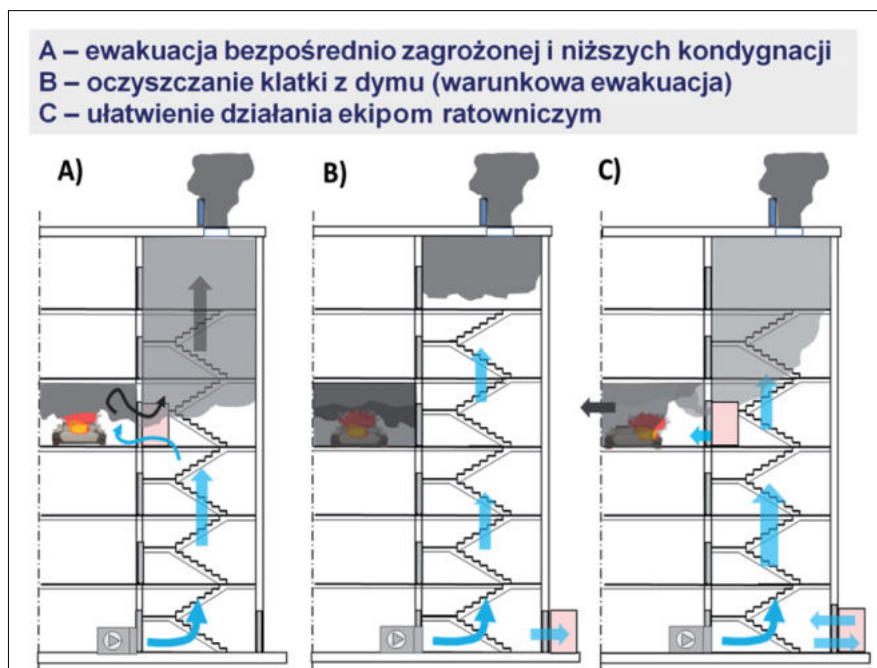 A – ewakuacja bezpośrednio zagrożonej i niższych kondygnacji
B – oczyszczanie klatki z dymu (warunkowa ewakuacja)
C – ułatwienie działania ekipom ratowniczym
A)
B)
C)